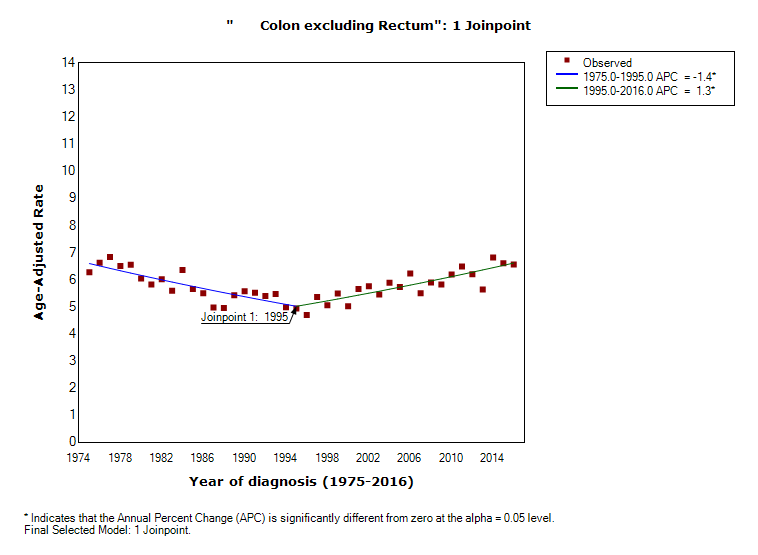 "      Colon excluding Rectum": 1 Joinpoint
Observed
1975.0-1995.0 APC  = -1.4*
1995.0-2016.0 APC  =  1.3*
14
13
12
11
10
9
8
7
6
5
4
3
2
1
0
Age-Adjusted Rate
Joinpoint 1:  1995
1974 1978 1982 1986 1990 1994 1998 2002 2006 2010 2014
Year of diagnosis (1975-2016)
* Indicates that the Annual Percent Change (APC) is significantly different from zero at the alpha = 0.05 level.
Final Selected Model: 1 Joinpoint.